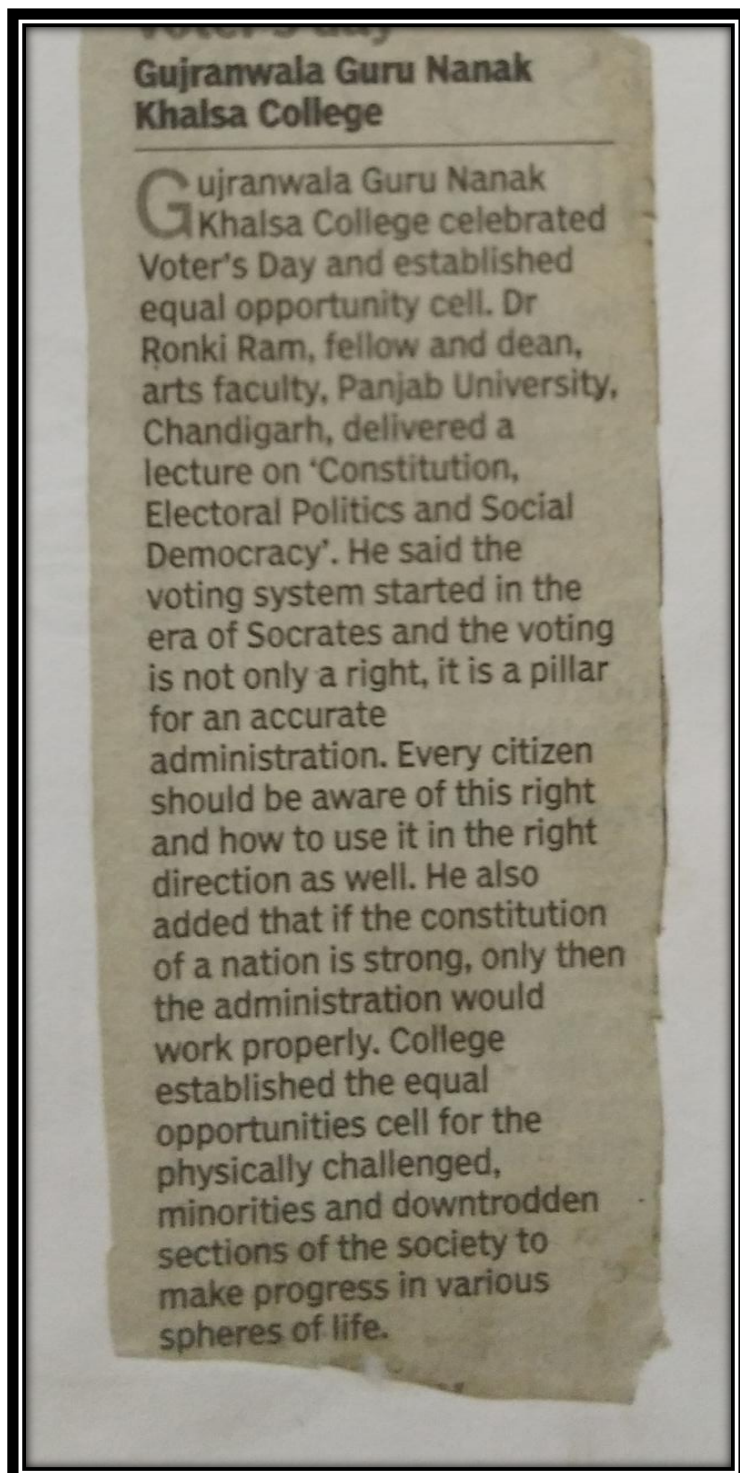 Voter's day
Gujranwala Guru Nanak
Khalsa College
Gujranwala Guru Nanak
Khalsa College celebrated
Voter's Day and established
equal opportunity cell. Dr
Ronki Ram, fellow and dean,
arts faculty, Panjab University,
Chandigarh, delivered a
lecture on ‘Constitution,
Electoral Politics and Social
Democracy’. He said the
voting system started in the
era of Socrates and the voting
is not only a right, it is a pillar
for an accurate
administration. Every citizen
should be aware of this right
and how to use it in the right
direction as well. He also
added that if the constitution
of a nation is strong, only then
the administration would
work properly. College
established the equal
opportunities cell for the
physically challenged,
minorities and downtrodden
sections of the society to
make progress in various
spheres of life.